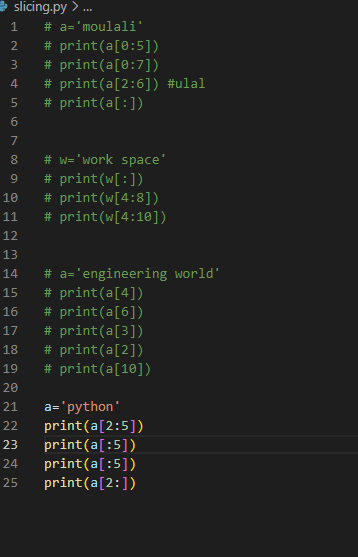 slicing.py > ...
1 # a='moulali'
2 # print(a[0:5])
3 # print(a[0:7])
4 # print(a[2:6]) #ulal
5 # print(a[:])
6
7
8 # w='work space'
9 # print(w[:])
10 # print(w[4:8])
11 # print(w[4:10])
12
13
14 # a='engineering world'
15 # print(a[4])
16 # print(a[6])
17 # print(a[3])
18 # print(a[2])
19 # print(a[10])
20
21 a='python'
22 print(a[2:5])
23 print(a[:5])
24 print(a[:5])
25 print(a[2:])